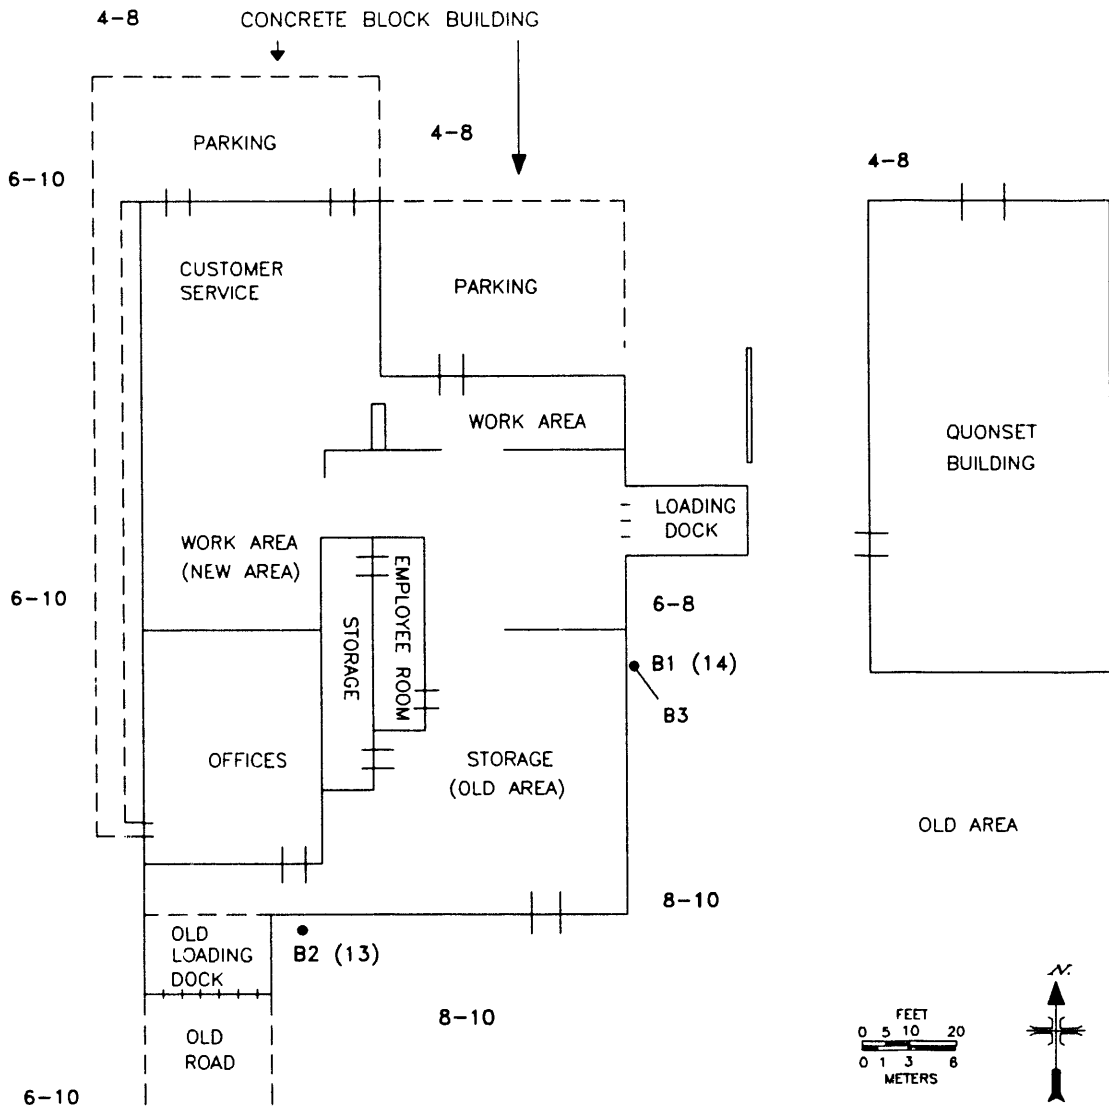 4-8
CONCRETE BLOCK BUILDING
PARKING
4-8
4-8
6-10
CUSTOMER
SERVICE
PARKING
WORK AREA
QUONSET
BUILDING
LOADING
DOCK
WORK AREA
(NEW AREA)
EMPLOYEE ROOM
STORAGE
6-10
6-8
B1 (14)
B3
OFFICES
STORAGE
(OLD AREA)
OLD AREA
8-10
OLD
LOADING
DOCK
B2 (13)
8-10
OLD
ROAD
6-10
N.
FEET
0 5 10 20
0 1 3 6
METERS